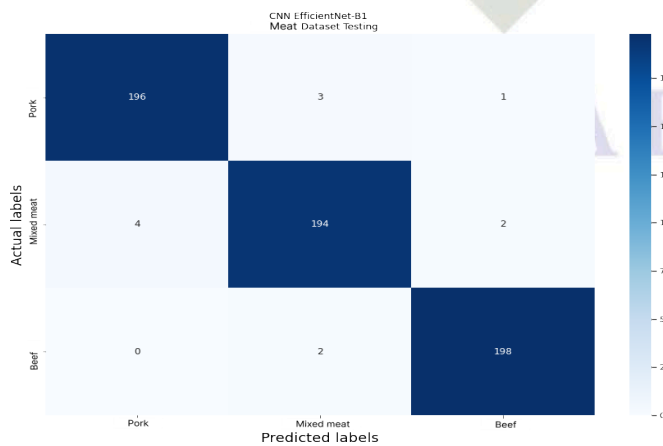 CNN EfficientNet-B1
Meat Dataset Testing
Actual labels
Pork
196
3
1
Mixed meat
4
194
2
Beef
0
2
198
Pork
Mixed meat
Beef
Predicted labels
0